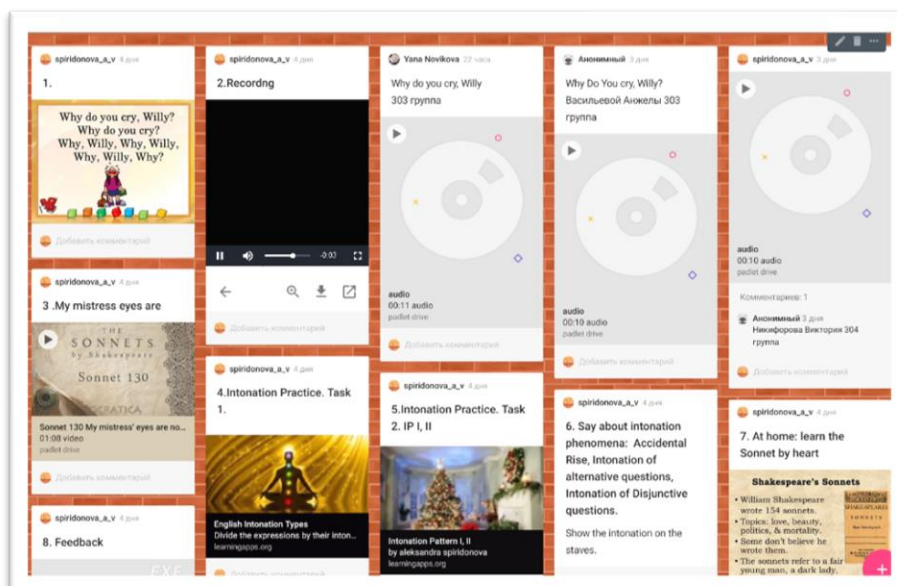 spiridonova_a_v 4 дня
1.
Why do you cry, Willy?
Why do you cry?
Why, Willy, Why, Willy,
Why, Willy, Why?
Добавить комментарий
spiridonova_a_v 4 дня
3 .My mistress eyes are
THE
SONNETS
by Shakespeare
Sonnet 130
Sonnet 130 My mistress' eyes are no...
01:08 video
padlet drive
Добавить комментарий
spiridonova_a_v 4 дня
8. Feedback
EXE
spiridonova_a_v 4 дня
2.Recordng
-0:00
Добавить комментарий
spiridonova_a_v 4 дня
4.Intonation Practice. Task
1.
English Intonation Types
Divide the expressions by their inton...
learningapps.org
Добавить комментарий
Yana Novikova 22 часа
Why do you cry, Willy
303 группа
audio
00:11 audio
padlet drive
Добавить комментарий
spiridonova_a_v 4 дня
5.Intonation Practice. Task
2. IP I, II
Intonation Pattern I, II
by aleksandra spiridonova
learningapps.org
Анонимный 3 дня
Why Do You cry, Willy?
Васильевой Анжелы 303
группа
audio
00:10 audio
padlet drive
Добавить комментарий
spiridonova_a_v 4 дня
6. Say about intonation
phenomena: Accidental
Rise, Intonation of
alternative questions,
Intonation of Disjunctive
questions.
Show the intonation on the
staves.
spiridonova_a_v 3 дня
audio
00:10 audio
padlet drive
Комментариев: 1
Анонимный 3 дня
Никифорова Виктория 304
группа
Добавить комментарий
spiridonova_a_v 4 дня
7. At home: learn the
Sonnet by heart
Shakespeare's Sonnets
• William Shakespeare
wrote 154 sonnets.
• Topics: love, beauty,
politics, & mortality.
• Some don't believe he
wrote them.
• The sonnets refer to a fair
young man, a dark lady,